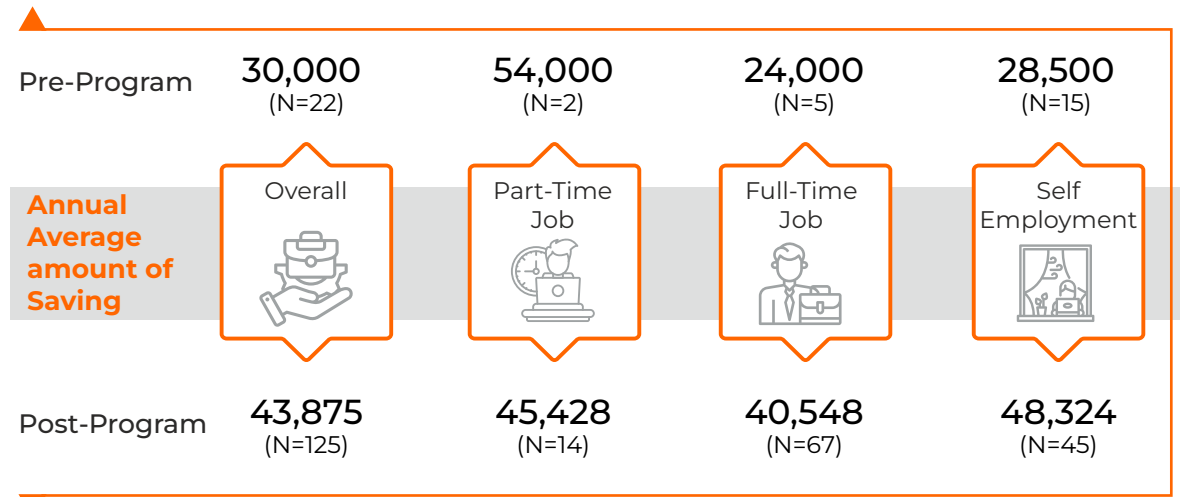 Pre-Program
30,000
(N=22)
54,000
(N=2)
24,000
(N=5)
28,500
(N=15)
Annual
Average
amount of
Saving
Overall
Part-Time
Job
Full-Time
Job
Self
Employment
Post-Program
43,875
(N=125)
45,428
(N=14)
40,548
(N=67)
48,324
(N=45)